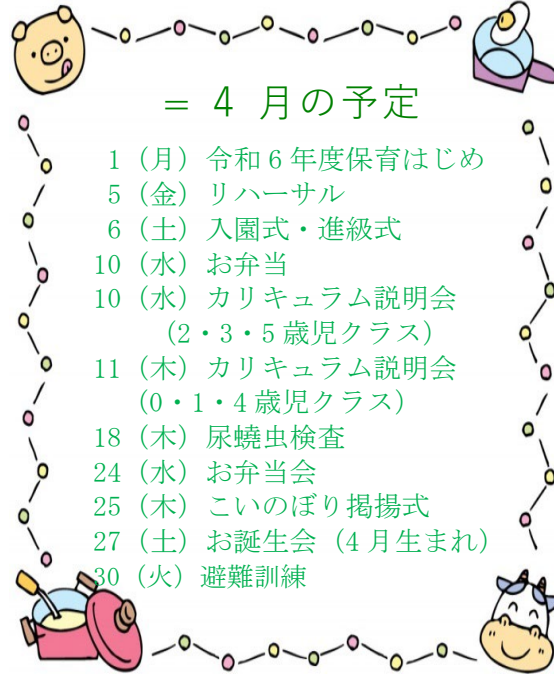 = 4 月の予定
1（月）令和6年度保育はじめ
5（金）リハーサル
6（土）入園式・進級式
10（水）お弁当
10（水）カリキュラム説明会
（2・3・5歳児クラス）
11（木）カリキュラム説明会
（0・1・4歳児クラス）
18（木）尿蟯虫検査
24（水）お弁当会
25（木）こいのぼり掲揚式
27（土）お誕生会（4月生まれ）
30（火）避難訓練